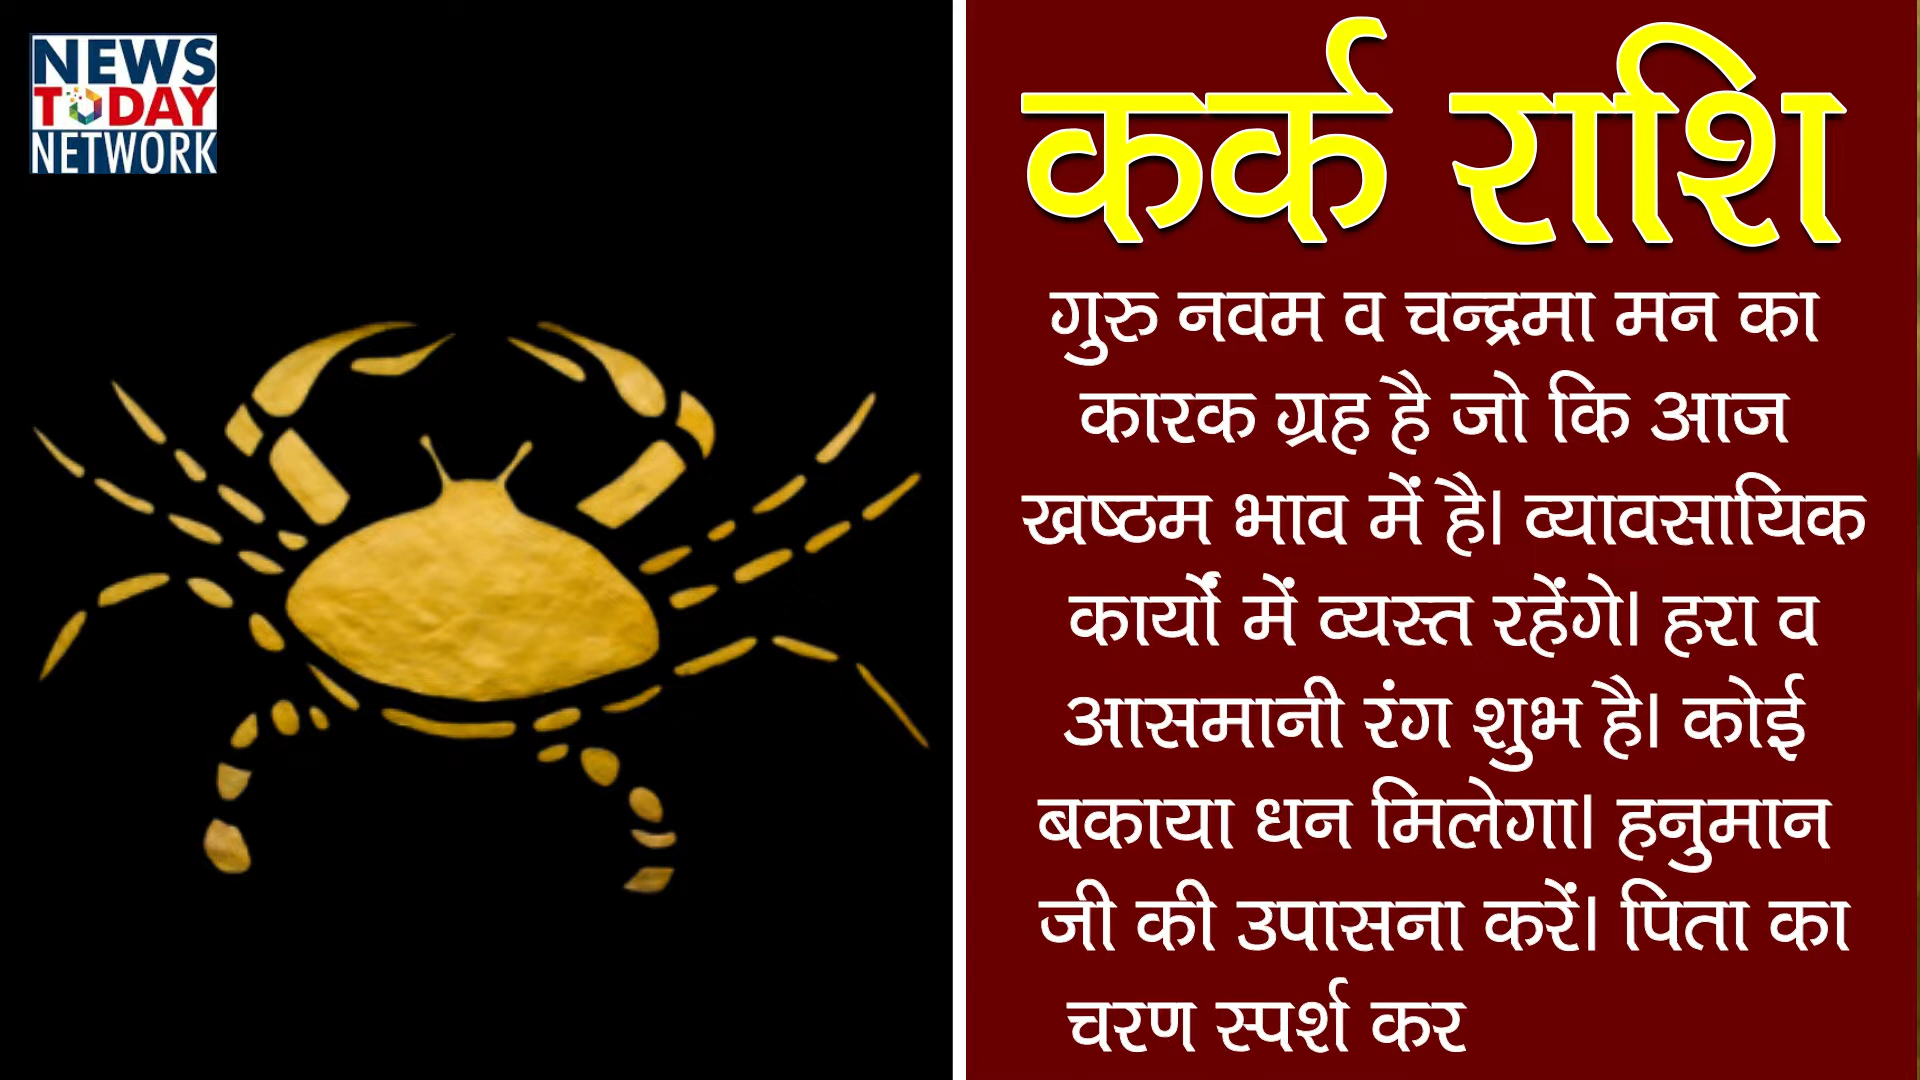 NEWS
TODAY
NETWORK
कर्क राशि
गुरु नवम व चन्द्रमा मन का
कारक ग्रह है जो कि आज
खष्ठम भाव में है। व्यावसायिक
कार्यों में व्यस्त रहेंगे। हरा व
आसमानी रंग शुभ है। कोई
बकाया धन मिलेगा। हनुमान
जी की उपासना करें। पिता का
चरण स्पर्श कर